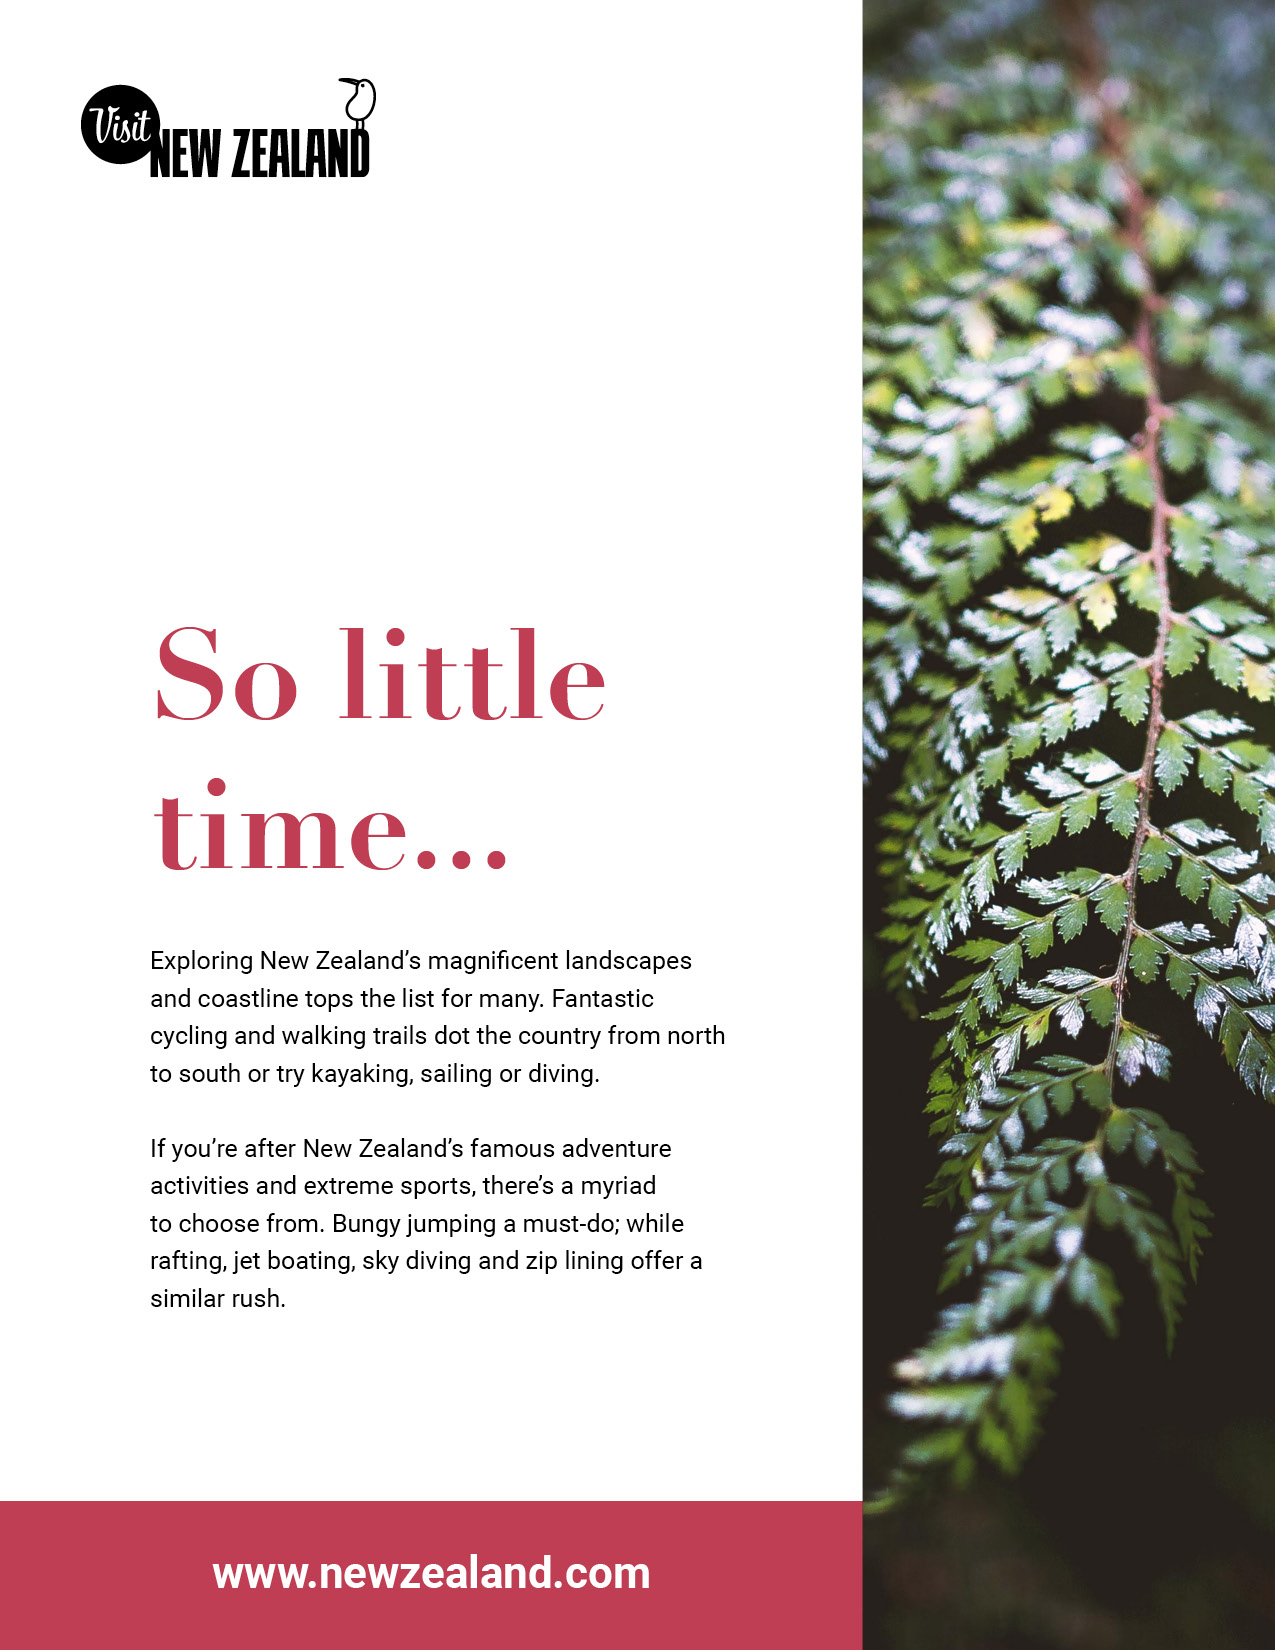 Visit
NEW ZEALAND
So little
time...
Exploring New Zealand’s magnificent landscapes
and coastline tops the list for many. Fantastic
cycling and walking trails dot the country from north
to south or try kayaking, sailing or diving.
If you’re after New Zealand’s famous adventure
activities and extreme sports, there’s a myriad
to choose from. Bungy jumping a must-do; while
rafting, jet boating, sky diving and zip lining offer a
similar rush.
www.newzealand.com